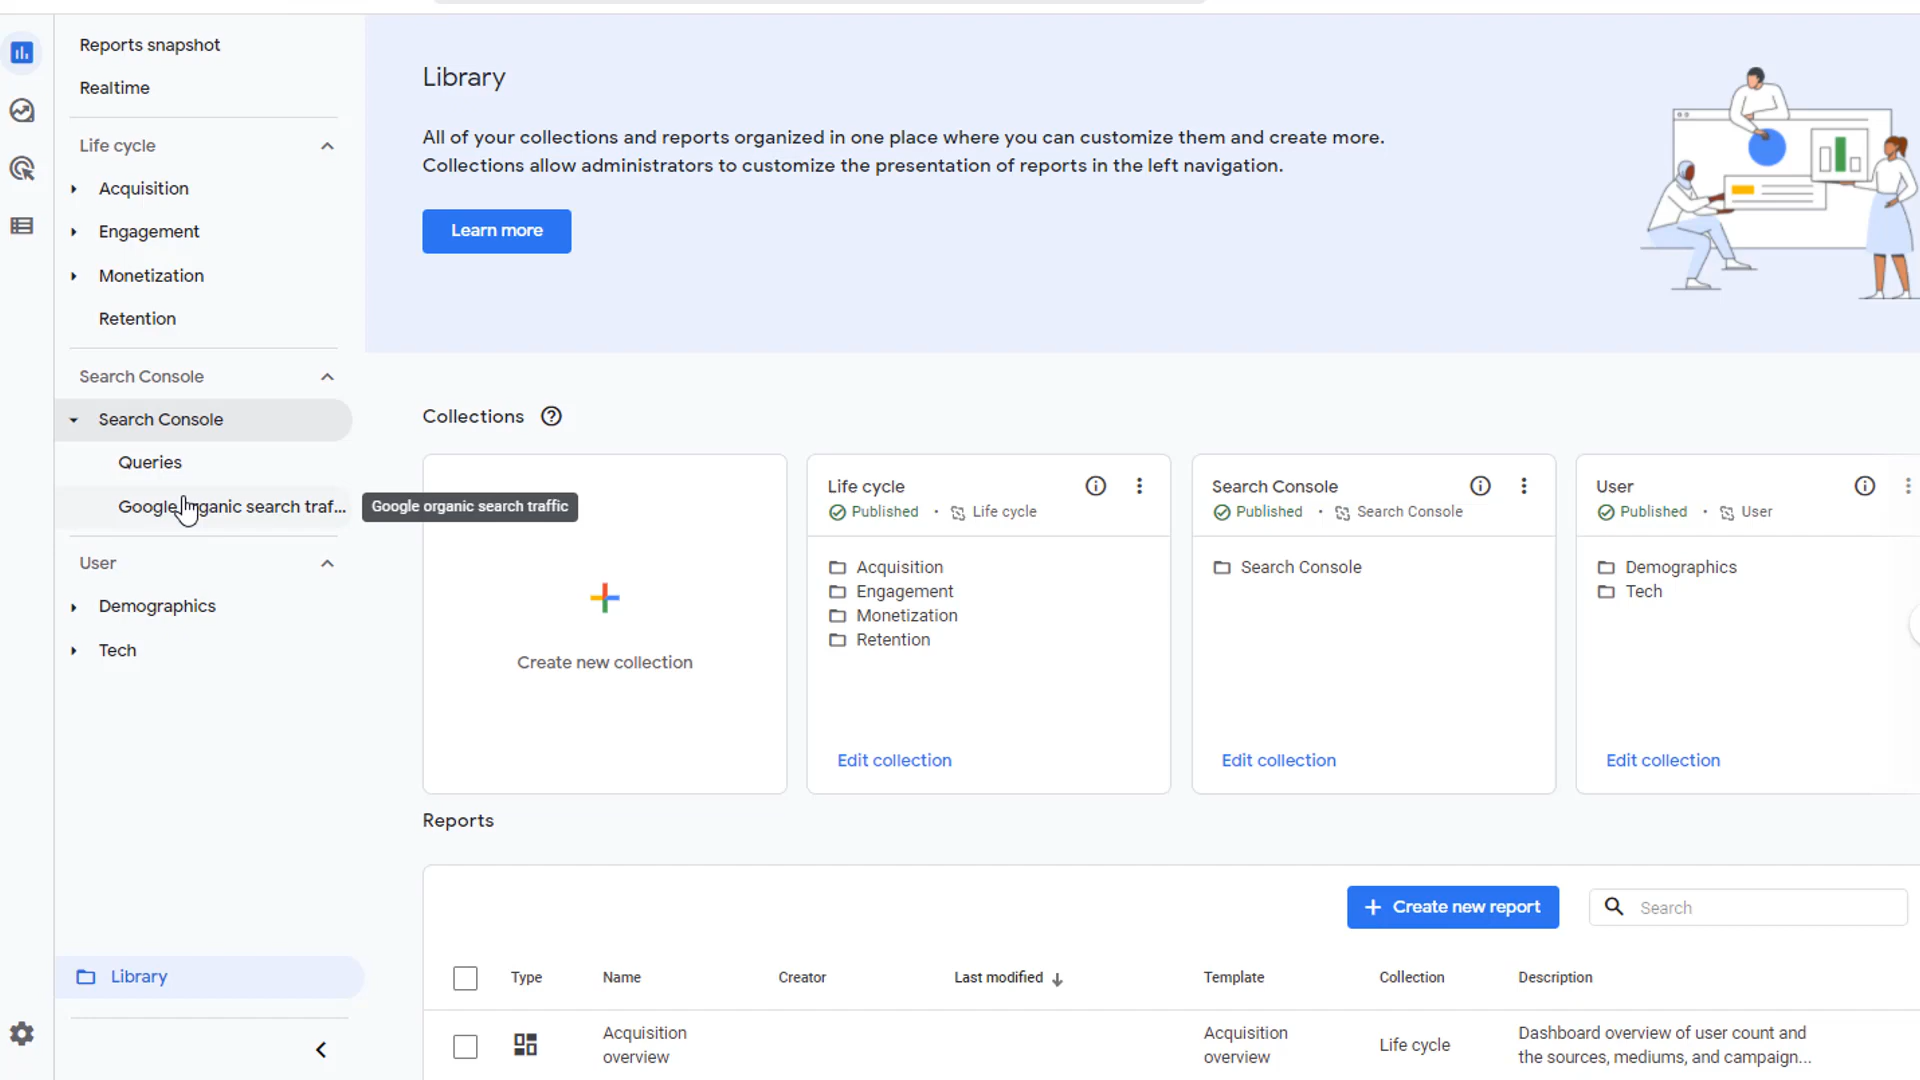 Reports snapshot
Realtime
Life cycle
Acquisition
Engagement
Monetization
Retention
Search Console
Search Console
Queries
Google organic search traf...
Google organic search traffic
User
Demographics
Tech
Library
Library
All of your collections and reports organized in one place where you can customize them and create more.
Collections allow administrators to customize the presentation of reports in the left navigation.
Learn more
Collections
Create new collection
Life cycle
Published • Life cycle
Acquisition
Engagement
Monetization
Retention
Edit collection
Search Console
Published • Search Console
Search Console
Edit collection
User
Published • User
Demographics
Tech
Edit collection
Reports
Create new report
Search
Type Name Creator Last modified Template Collection Description
Acquisition overview
Acquisition overview
Life cycle
Dashboard overview of user count and
the sources, mediums, and campaign...